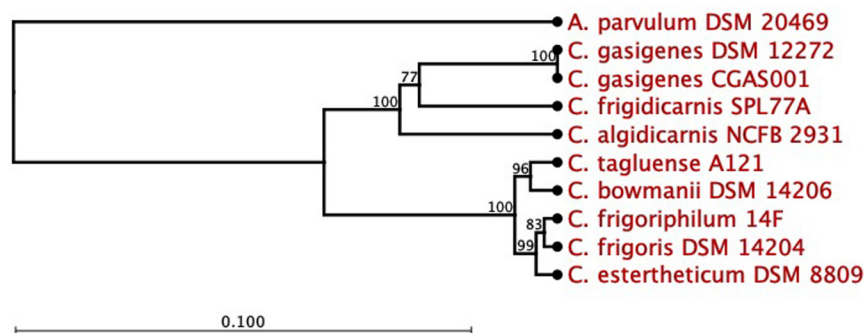 A. parvulum DSM 20469
C. gasigenes DSM 12272
100
C. gasigenes CGAS001
77
C. frigidicarnis SPL77A
100
C. algidicarnis NCFB 2931
C. tagluense A121
96
C. bowmanii DSM 14206
100
C. frigoriphilum 14F
83
C. frigoris DSM 14204
99
C. estertheticum DSM 8809
0.100